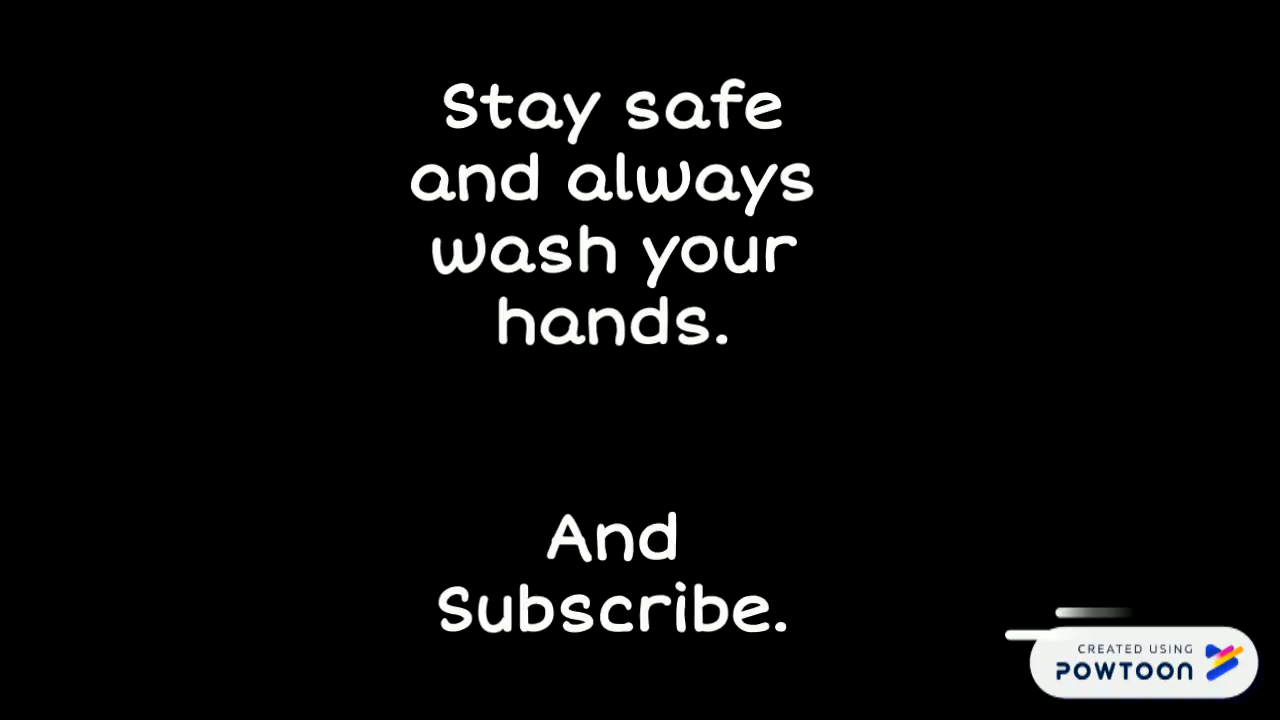 Stay safe
and always
wash your
hands.
And
Subscribe.
CREATED USING
POWTOON